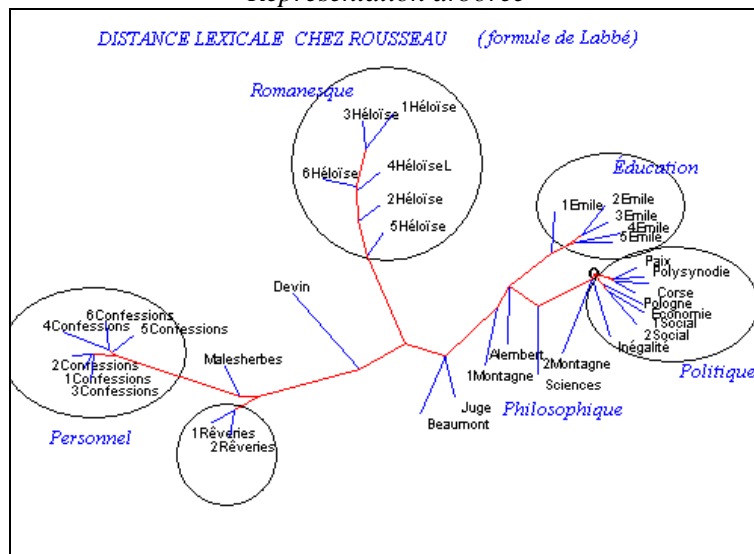 Représentation arborée
DISTANCE LEXICALE CHEZ ROUSSEAU (formule de Labbé)
Romanesque
1Héloïse
3Héloïse
4HéloïseL
6Héloïse
2Héloïse
5Héloïse
Éducation
1Emile
2Emile
3Emile
4Emile
5Emile
Paix
Polysynodie
Corse
Pologne
Economie
1Social
2Social
Inégalité
Politique
Devin
6Confessions
4Confessions
5Confessions
2Confessions
1Confessions
3Confessions
Malesherbes
Personnel
1Rêveries
2Rêveries
Alembert
1Montagne
2Montagne
Sciences
Philosophique
Juge
Beaumont